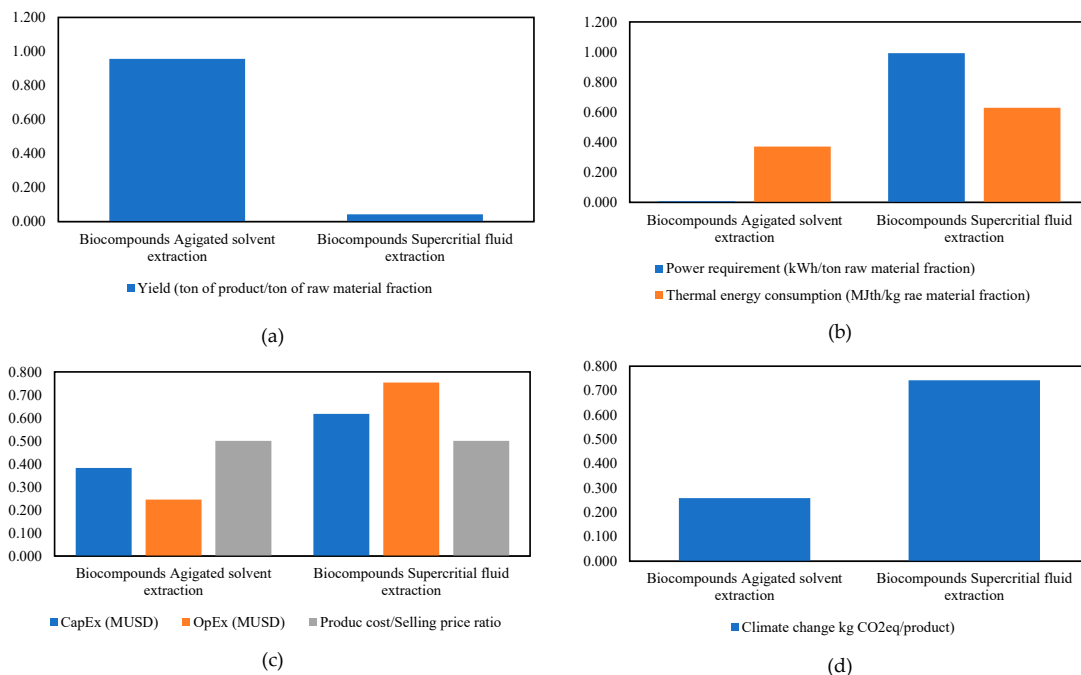 1.200
1.000
0.800
0.600
0.400
0.200
0.000
Biocompounds Agigated solvent
extraction
Biocompounds Supercritial fluid
extraction
Yield (ton of product/ton of raw material fraction
(a)
1.200
1.000
0.800
0.600
0.400
0.200
0.000
Biocompounds Agigated solvent
extraction
Biocompounds Supercritial fluid
extraction
Power requirement (kWh/ton raw material fraction)
Thermal energy consumption (MJth/kg rae material fraction)
(b)
0.800
0.700
0.600
0.500
0.400
0.300
0.200
0.100
0.000
Biocompounds Agigated solvent
extraction
Biocompounds Supercritial fluid
extraction
CapEx (MUSD) OpEx (MUSD) Produc cost/Selling price ratio
(c)
0.800
0.700
0.600
0.500
0.400
0.300
0.200
0.100
0.000
Biocompounds Agigated solvent
extraction
Biocompounds Supercritial fluid
extraction
Climate change kg CO2eq/product)
(d)